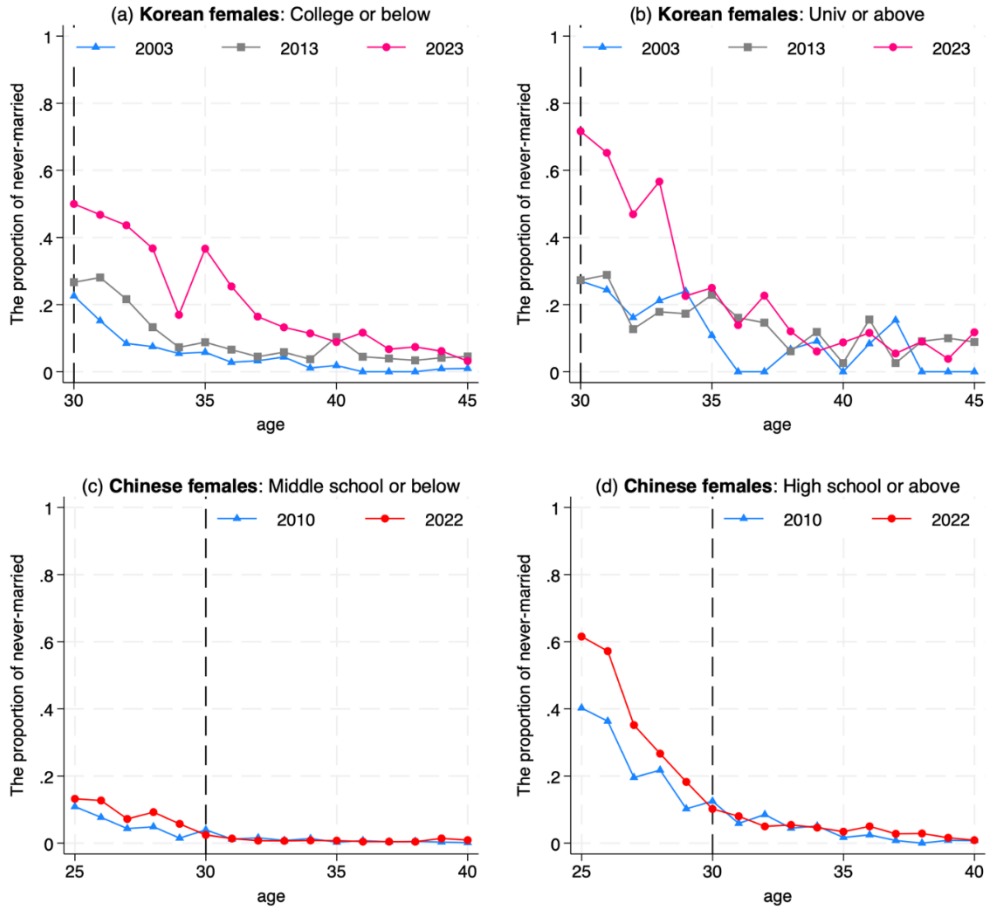 (a) Korean females: College or below
2003 2013 2023
The proportion of never-married
1
.8
.6
.4
.2
0
30 35 40 45
age
(b) Korean females: Univ or above
2003 2013 2023
The proportion of never-married
1
.8
.6
.4
.2
0
30 35 40 45
age
(c) Chinese females: Middle school or below
2010 2022
The proportion of never-married
1
.8
.6
.4
.2
0
25 30 35 40
age
(d) Chinese females: High school or above
2010 2022
The proportion of never-married
1
.8
.6
.4
.2
0
25 30 35 40
age